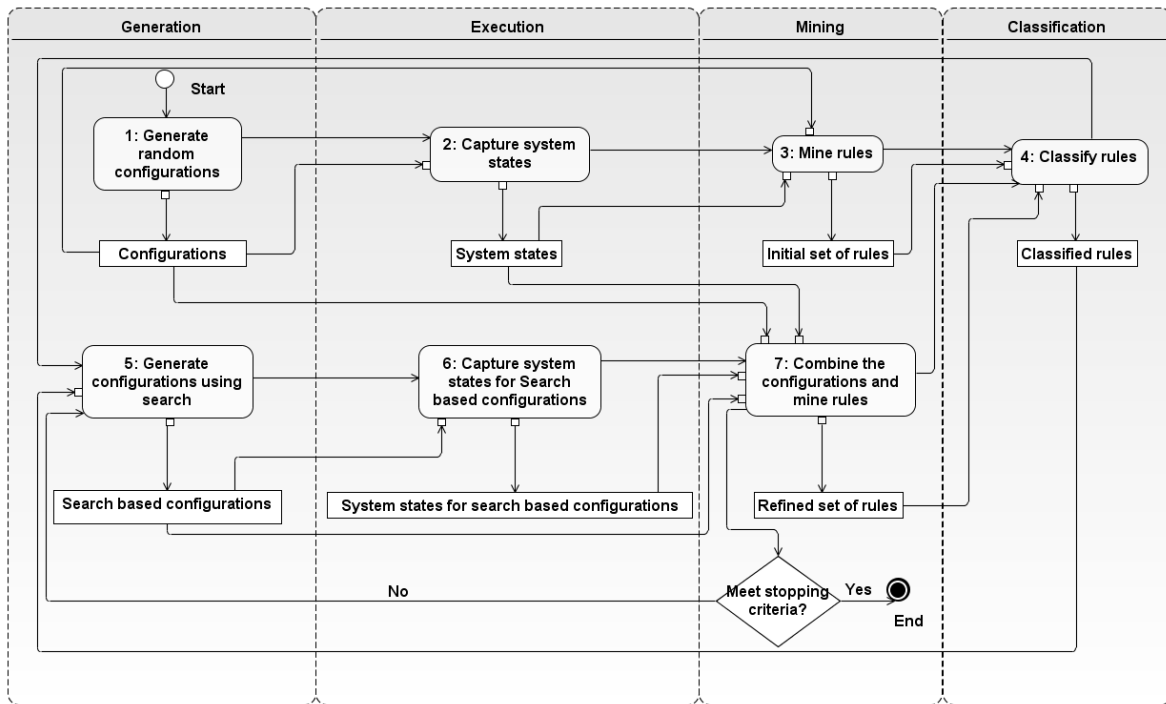 Generation
Execution
Mining
Classification
Start
1: Generate
random
configurations
2: Capture system
states
3: Mine rules
4: Classify rules
Configurations
System states
Initial set of rules
Classified rules
5: Generate
configurations using
search
6: Capture system
states for Search
based configurations
7: Combine the
configurations and
mine rules
Search based configurations
System states for search based configurations
Refined set of rules
No
Meet stopping
criteria?
Yes
End